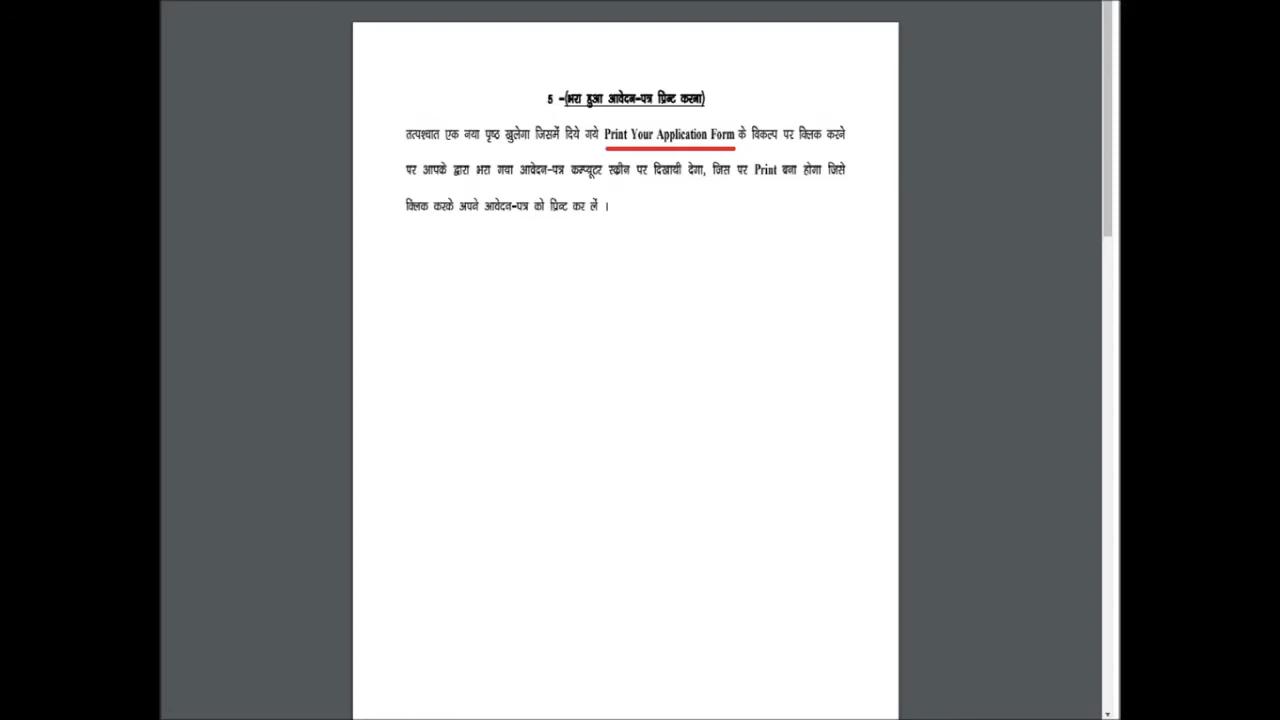 5 -(भरा हुआ आवेदन-पत्र प्रिन्ट करना)
तत्पश्चात एक नया पृष्ठ खुलेगा जिसमें दिये गये Print Your Application Form के विकल्प पर क्लिक करने
पर आपके द्वारा भरा गया आवेदन-पत्र कम्प्यूटर स्क्रीन पर दिखायी देगा, जिस पर Print बना होगा जिसे
क्लिक करके अपने आवेदन-पत्र को प्रिन्ट कर लें ।